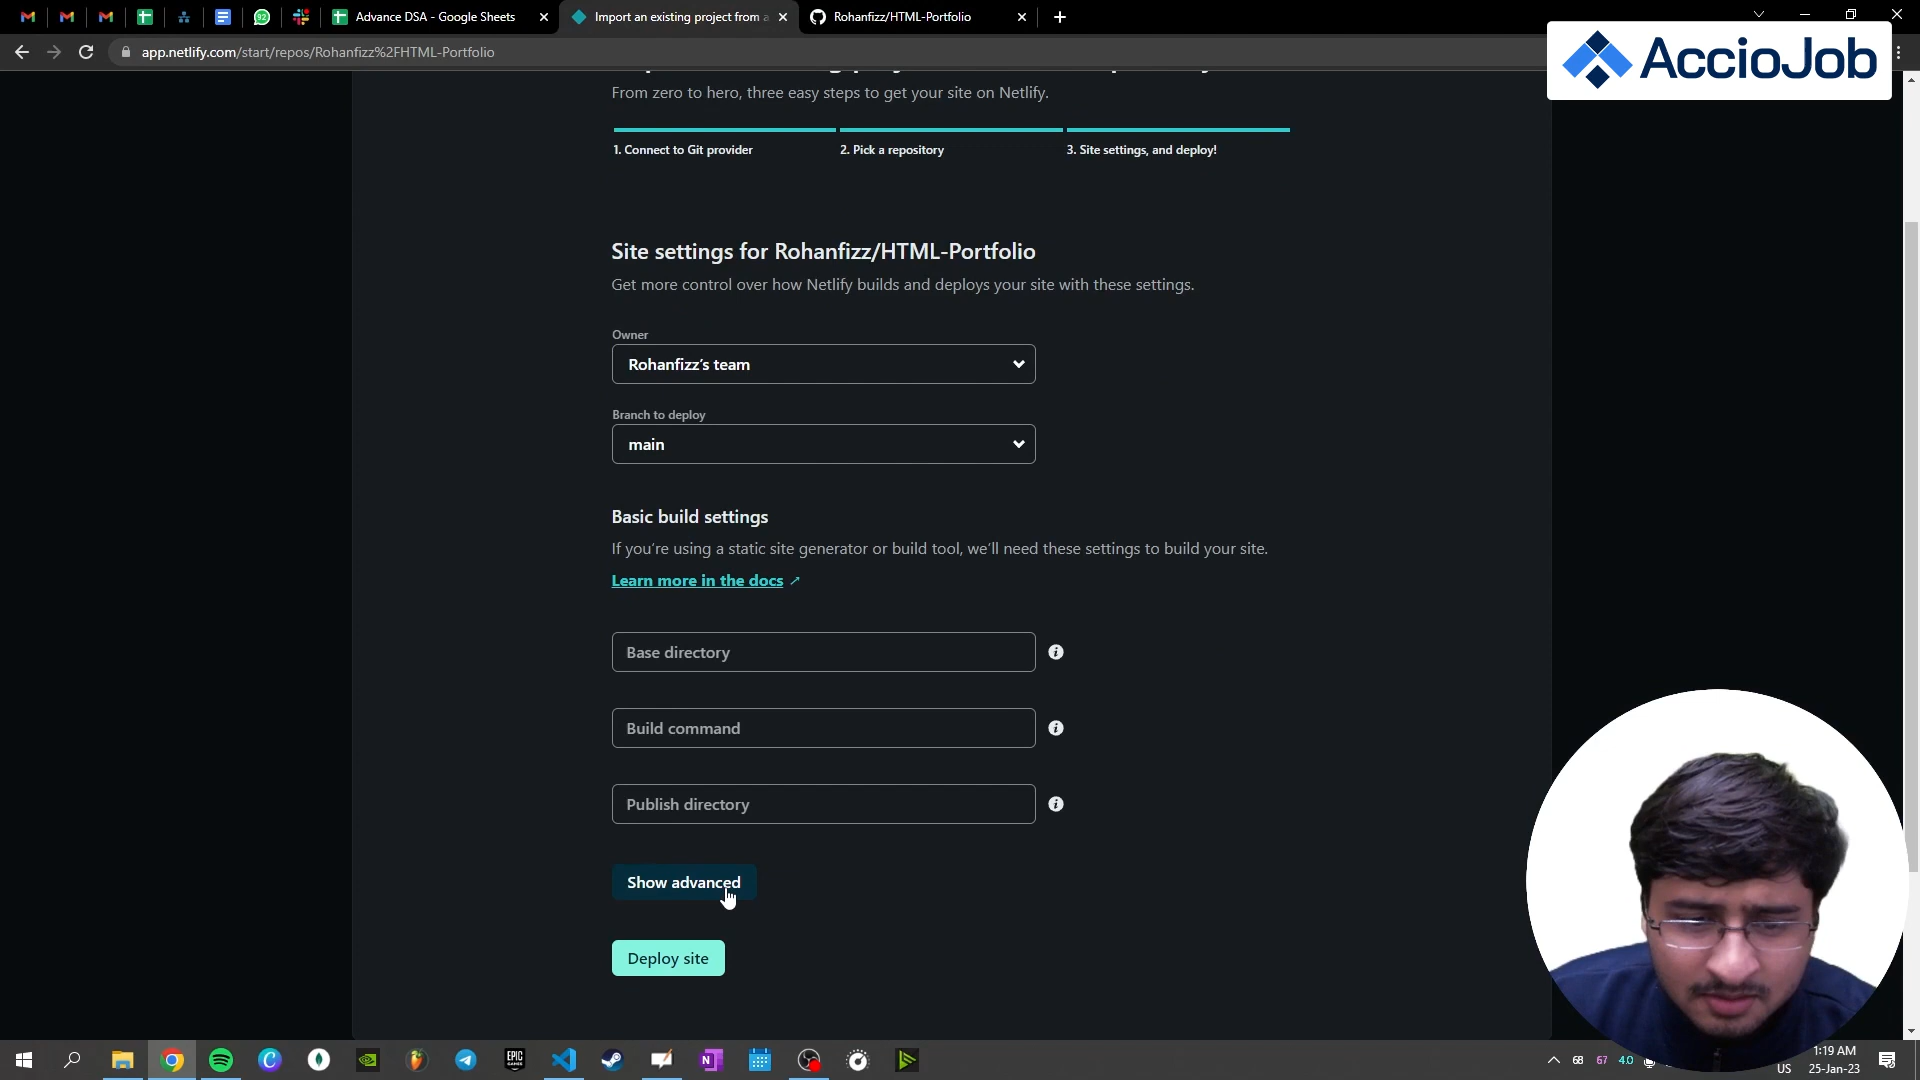 Advance DSA - Google Sheets
Import an existing project from a
Rohanfizz/HTML-Portfolio
app.netlify.com/start/repos/Rohanfizz%2FHTML-Portfolio
AccioJob
From zero to hero, three easy steps to get your site on Netlify.
1. Connect to Git provider
2. Pick a repository
3. Site settings, and deploy!
Site settings for Rohanfizz/HTML-Portfolio
Get more control over how Netlify builds and deploys your site with these settings.
Owner
Rohanfizz's team
Branch to deploy
main
Basic build settings
If you're using a static site generator or build tool, we'll need these settings to build your site.
Learn more in the docs ↗
Base directory
Build command
Publish directory
Show advanced
Deploy site
EPIC GAMES
68 67 4.0
US
1:19 AM
25-Jan-23